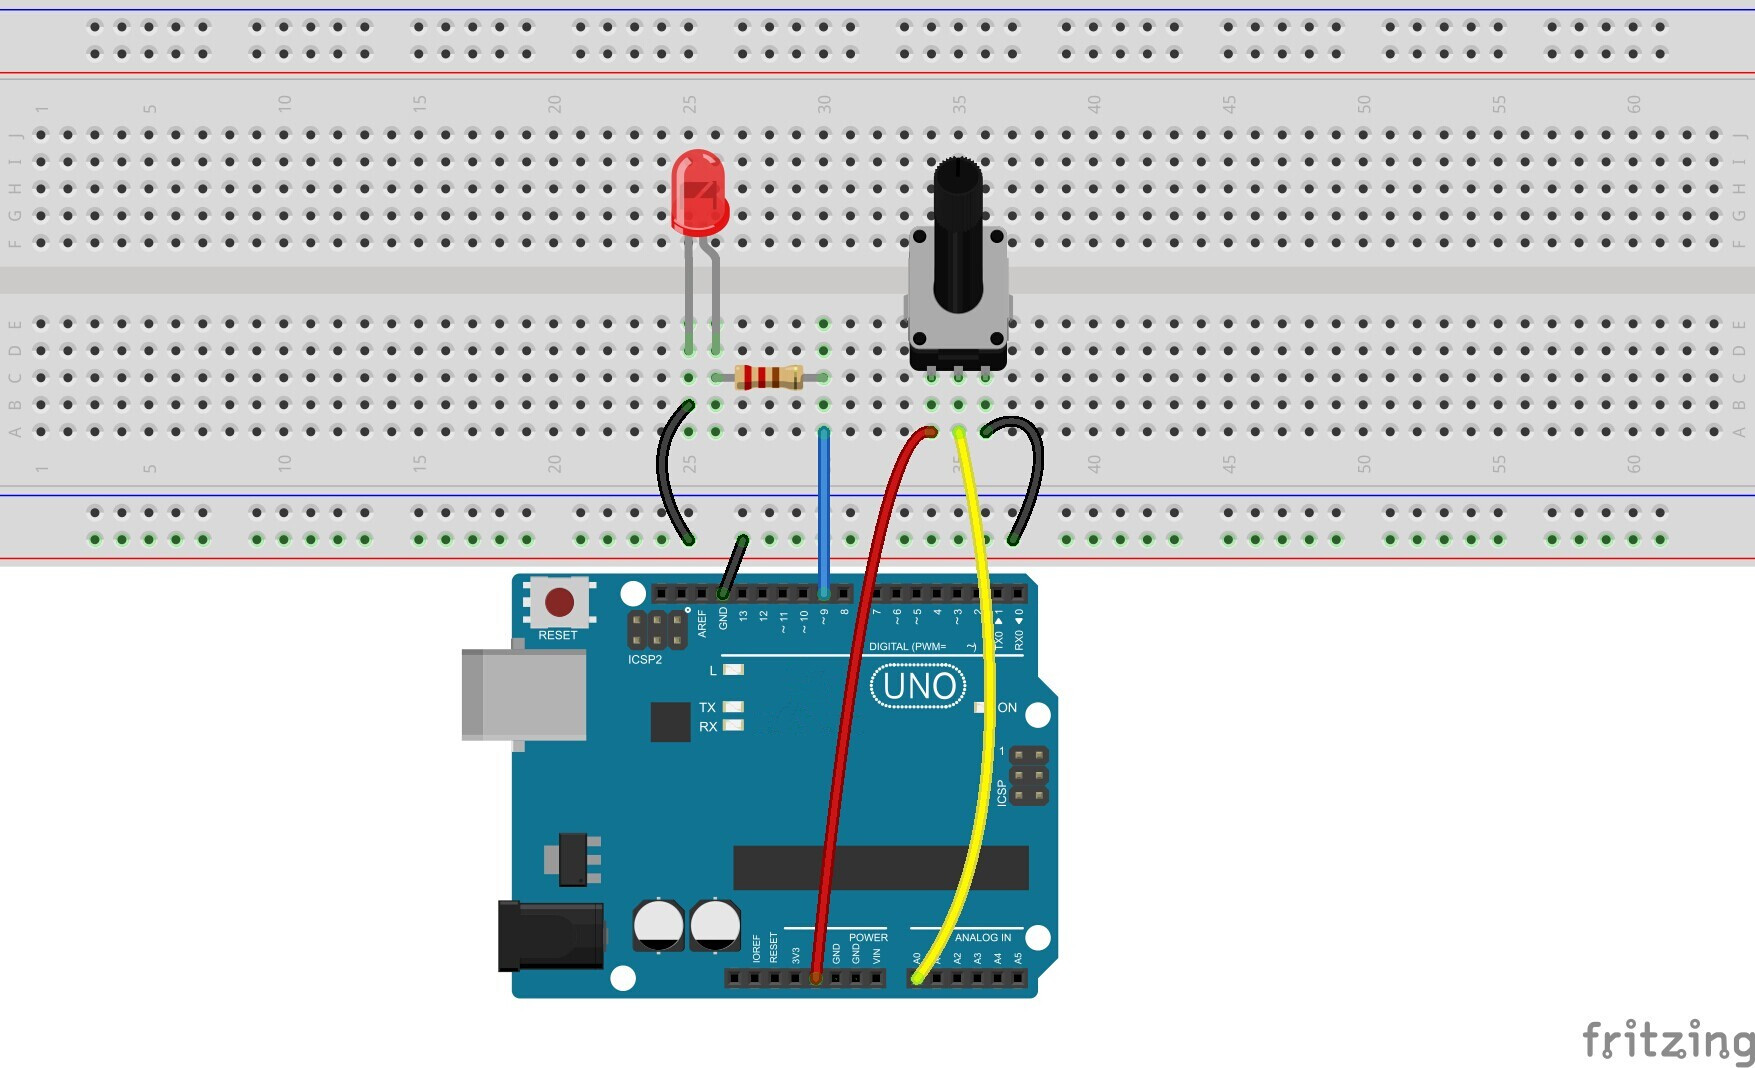 1 5 10 15 20 25 30 35 40 45 50 55 60
J J
I I
H H
G G
F F
E E
D D
C C
B B
A A
1 5 10 15 20 25 30 35 40 45 50 55 60
AREF GND 13 12 ~11 ~10 ~9 8 7 ~6 ~5 4 ~3 2 TX0▶1 RX0◀0
RESET
ICSP2
DIGITAL (PWM= ~)
L
UNO
TX
RX
ON
1
ICSP
POWER
ANALOG IN
IOREF RESET 3V3 GND GND VIN A0 A2 A3 A4 A5
fritzing